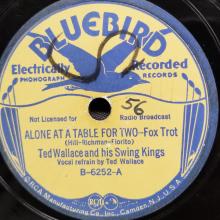 BLUEBIRD
Electrically Recorded
PHONOGRAPH RECORDS
Not Licensed for Radio Broadcast
56
ALONE AT A TABLE FOR TWO-Fox Trot
(Hill-Richman-Fiorito)
Ted Wallace and his Swing Kings
Vocal refrain by Ted Wallace
B-6252-A
RCA Manufacturing Co., Inc., Camden, N.J., U.S.A.